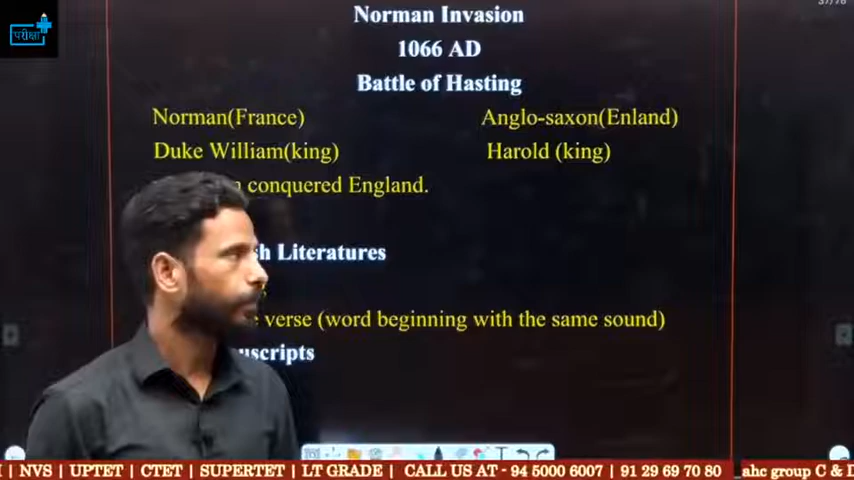 परीक्षा
Norman Invasion
1066 AD
Battle of Hasting
Norman(France)
Anglo-saxon(Enland)
Duke William(king)
Harold (king)
conquered England.
Literatures
verse (word beginning with the same sound)
| NVS | UPTET | CTET | SUPERTET | LT GRADE | CALL US AT - 94 5000 6007 | 91 29 69 70 80
ahc group C & D